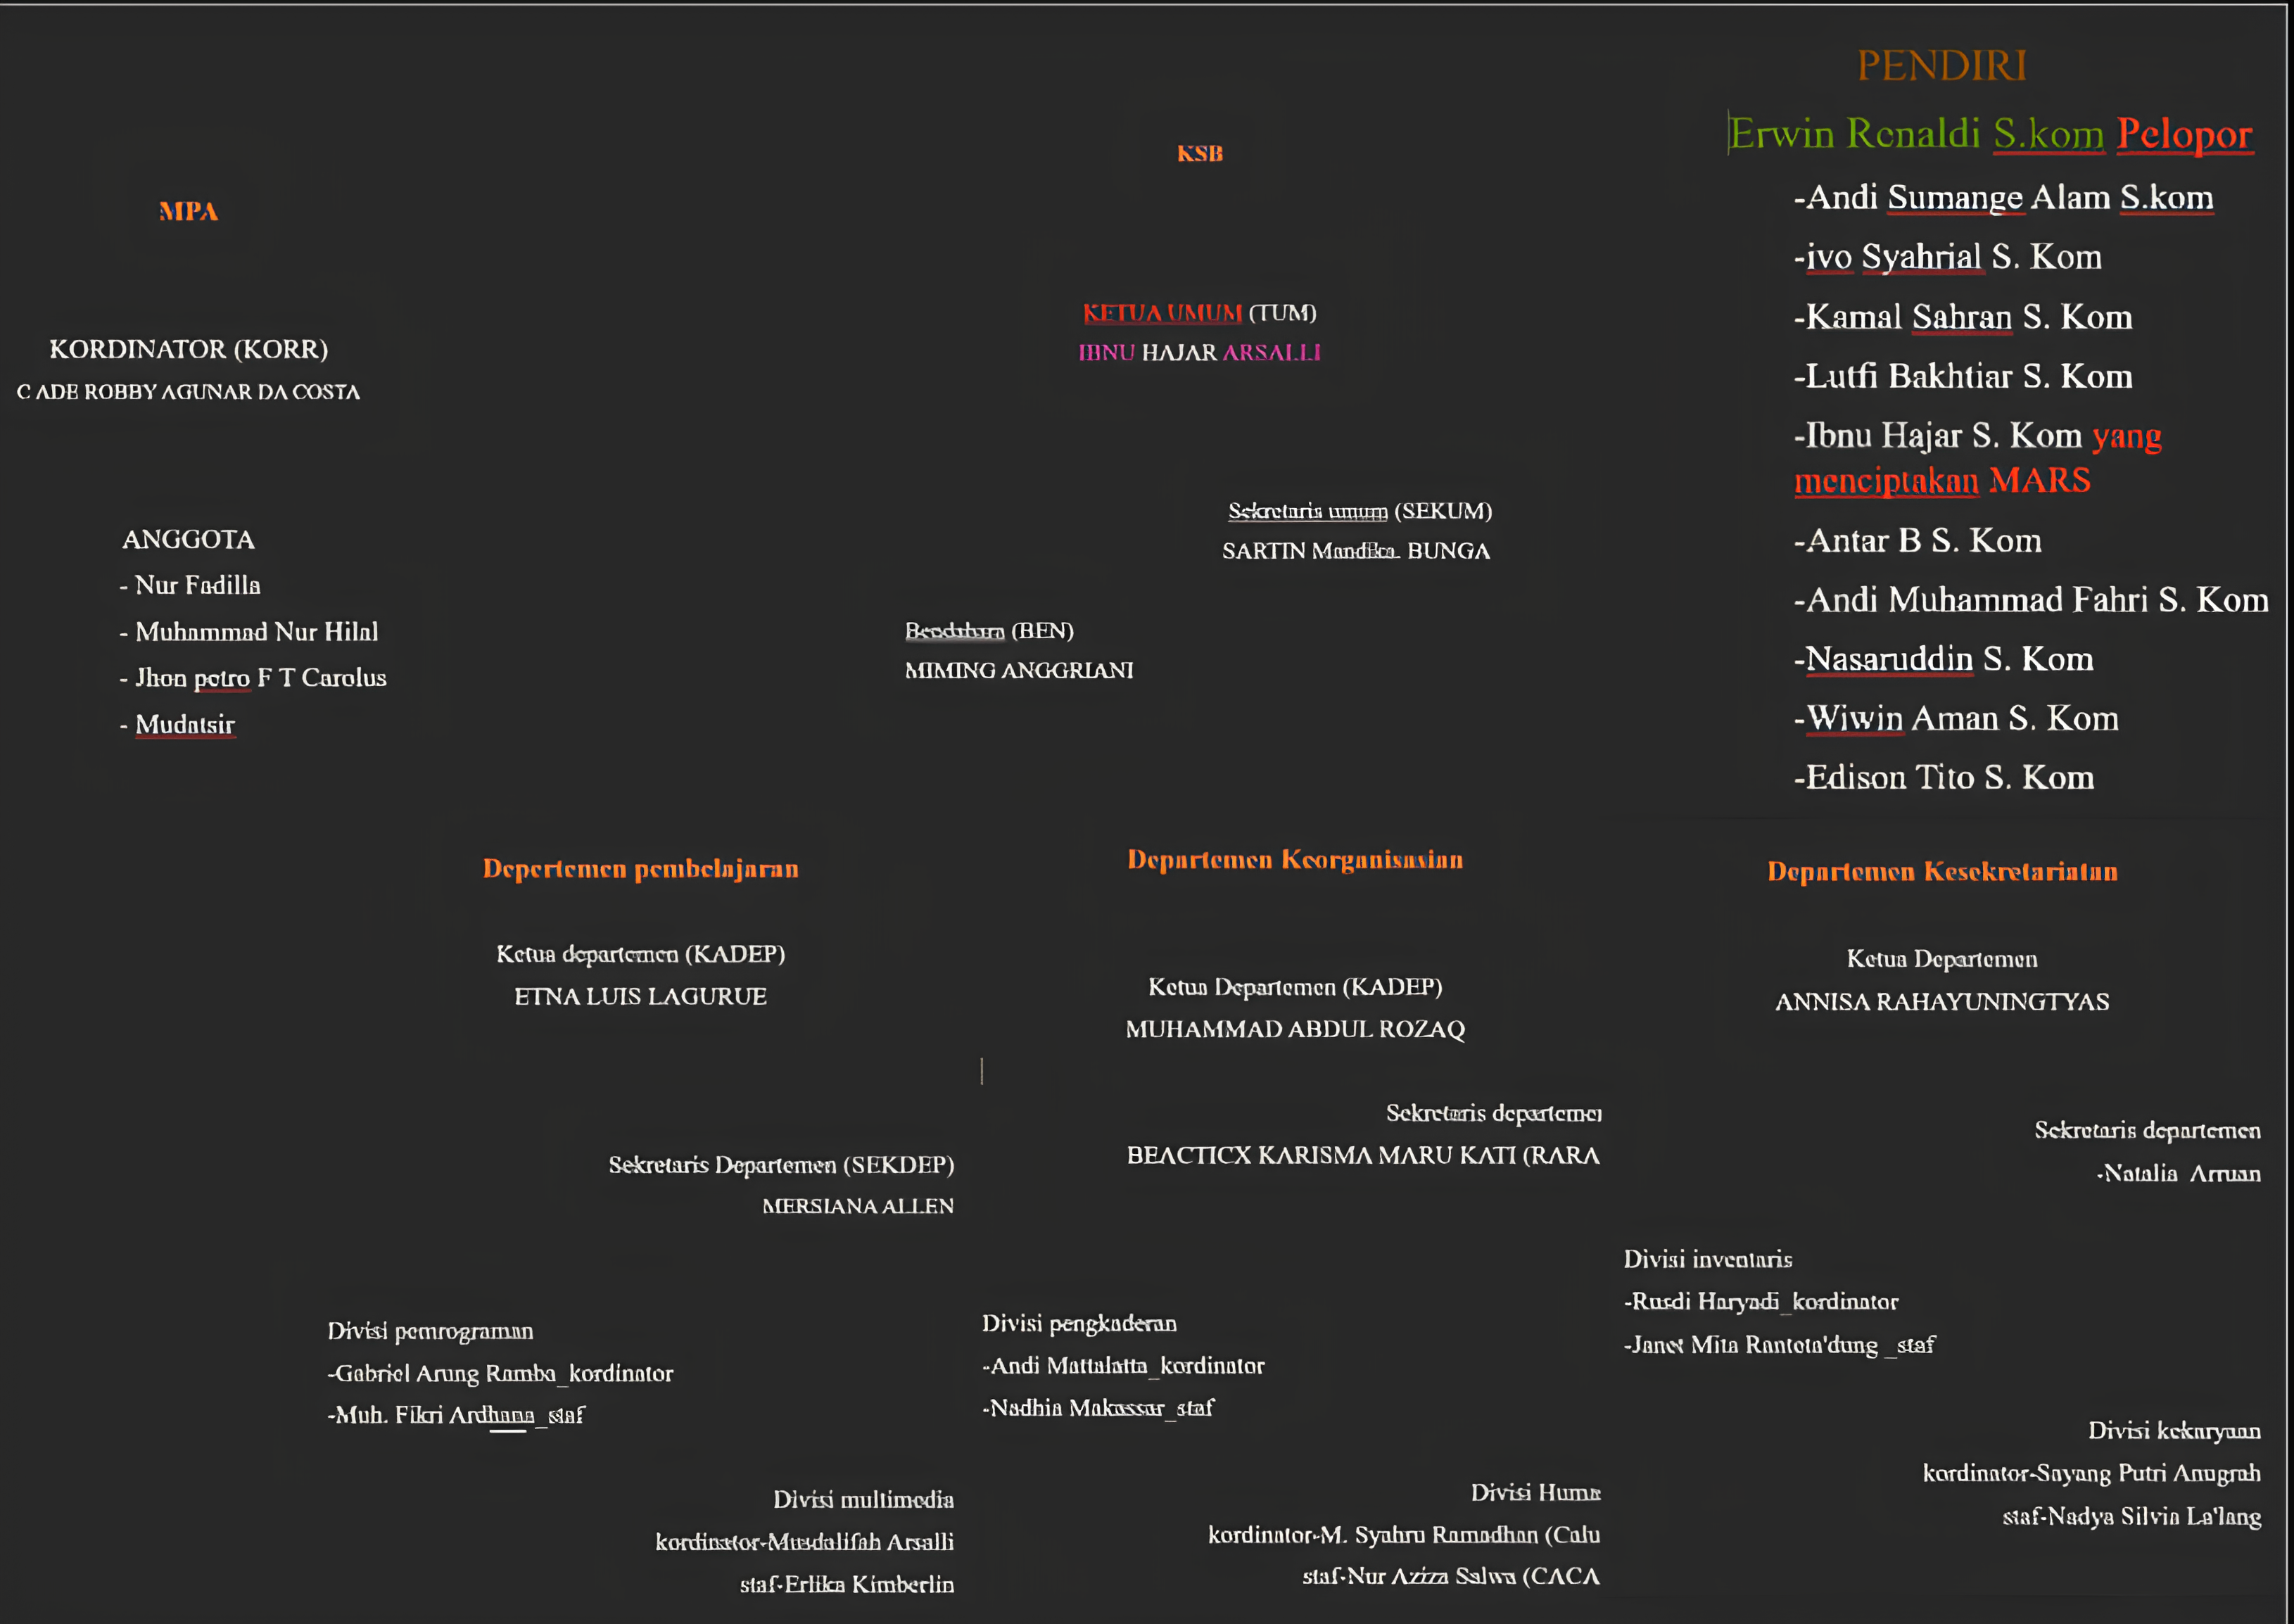 MPA
KORDINATOR (KORR)
C ADE ROBBY AGUNAR DA COSTA
ANGGOTA
- Nur Fadilla
- Muhammad Nur Hilal
- Jhon petro F T Carolus
- Mudatsir
KSB
KETUA UMUM (TUM)
IBNU HAJAR ARSALLI
Sekretaris umum (SEKUM)
SARTIN Mandika BUNGA
Bendahara (BEN)
MIMING ANGGRIANI
PENDIRI
Erwin Renaldi S.kom Pelopor
-Andi Sumange Alam S.kom
-ivo Syahrial S. Kom
-Kamal Sahran S. Kom
-Lutfi Bakhtiar S. Kom
-Ibnu Hajar S. Kom yang
menciptakan MARS
-Antar B S. Kom
-Andi Muhammad Fahri S. Kom
-Nasaruddin S. Kom
-Wiwin Aman S. Kom
-Edison Tito S. Kom
Depertemen pembelajaran
Ketua departemen (KADEP)
ETNA LUIS LAGURUE
Sekretaris Departemen (SEKDEP)
MERSIANA ALLEN
Divisi pemrograman
-Gabriel Arung Ramba_kordinator
-Muh. Fikri Ardhana_staf
Divisi multimedia
kordinator-Musdalifah Arsalli
staf-Erlika Kimberlin
Departemen Keorganisasian
Ketua Departemen (KADEP)
MUHAMMAD ABDUL ROZAQ
Sekretaris departemen
BEACTICX KARISMA MARU KATI (RARA
Divisi pengkaderan
-Andi Mattalatta_kordinator
-Nadhia Makassar_staf
Divisi Huma
kordinator-M. Syahru Ramadhan (Calu
staf-Nur Aziza Salwa (CACA
Departemen Kesekretariatan
Ketua Departemen
ANNISA RAHAYUNINGTYAS
Sekretaris departemen
-Natalia Arruan
Divisi inventaris
-Rusdi Haryadi_kordinator
-Janet Mita Rantota'dung _staf
Divisi kekaryaan
kordinator-Sayang Putri Anugrah
staf-Nadya Silvia La'lang